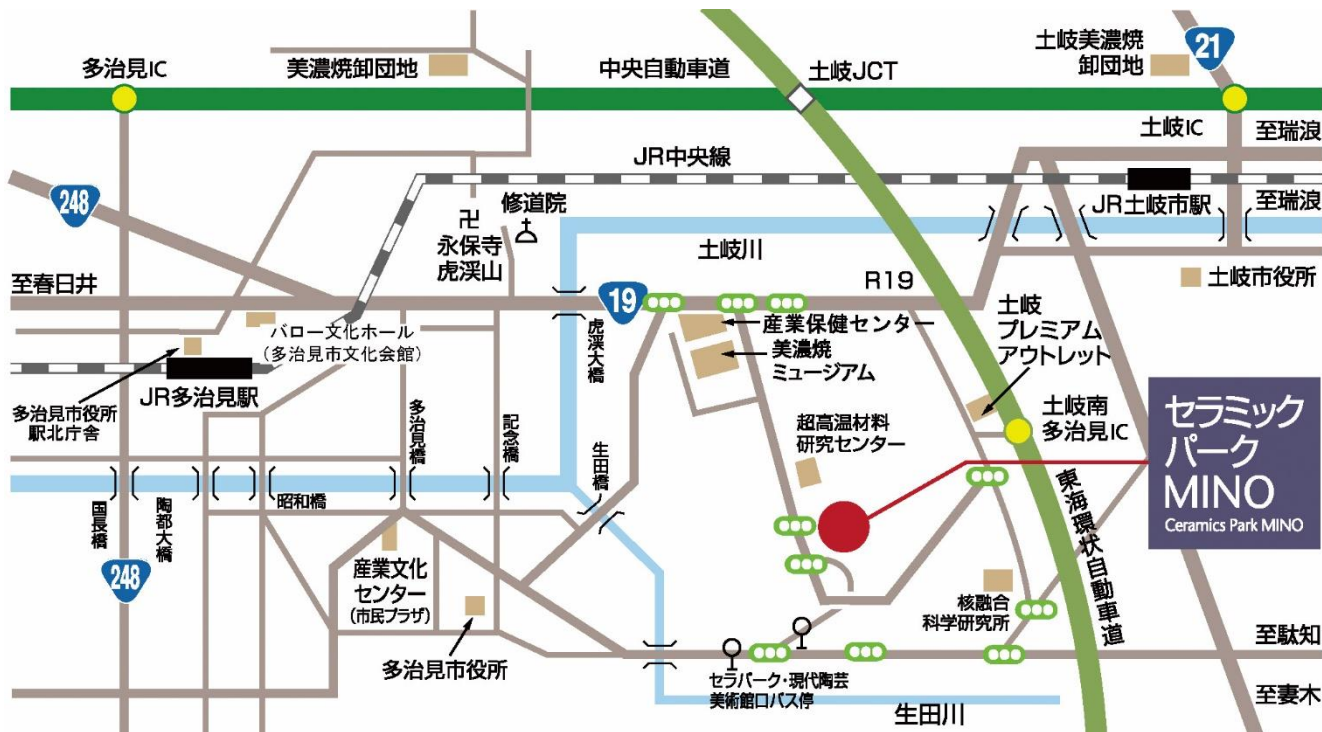 多治見IC
美濃焼卸団地
中央自動車道
土岐JCT
土岐美濃焼
卸団地
21
土岐IC
至瑞浪
JR中央線
248
修道院
卍
永保寺
虎渓山
JR土岐市駅
至瑞浪
土岐川
至春日井
19
R19
土岐市役所
バロー文化ホール
(多治見市文化会館)
虎渓大橋
産業保健センター
美濃焼
ミュージアム
土岐
プレミアム
アウトレット
多治見市役所
駅北庁舎
JR多治見駅
多治見橋
記念橋
生田橋
超高温材料
研究センター
土岐南
多治見IC
セラミック
パーク
MINO
Ceramics Park MINO
国長橋
陶都大橋
昭和橋
248
産業文化
センター
(市民プラザ)
東海環状自動車道
核融合
科学研究所
多治見市役所
至駄知
セラパーク・現代陶芸
美術館口バス停
生田川
至妻木